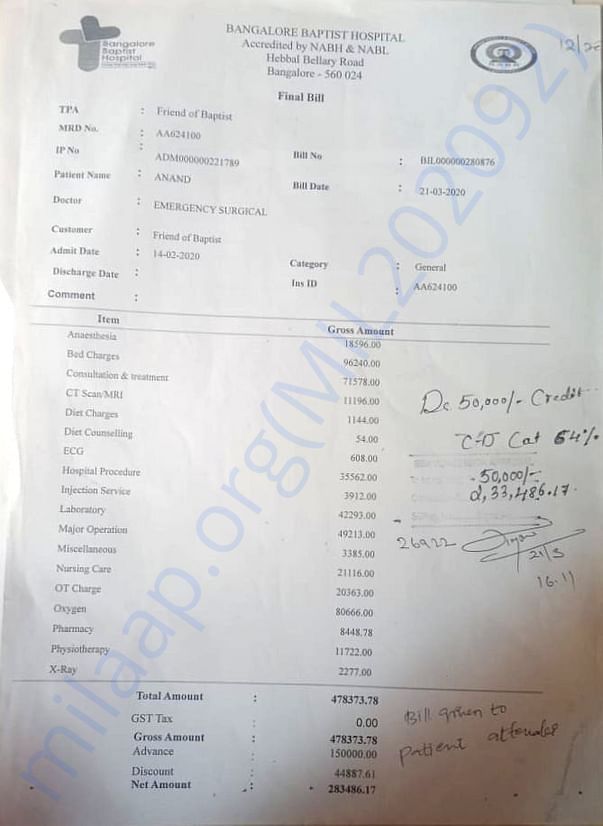 Bangalore
Baptist
Hospital
BANGALORE BAPTIST HOSPITAL
Accredited by NABH & NABL
Hebbal Bellary Road
Bangalore - 560 024
Final Bill
TPA : Friend of Baptist
MRD No. : AA624100
IP No : ADM000000221789 Bill No : BIL000000280876
Patient Name : ANAND Bill Date : 21-03-2020
Doctor : EMERGENCY SURGICAL
Customer : Friend of Baptist
Admit Date : 14-02-2020 Category : General
Discharge Date : Ins ID : AA624100
Comment :
Item Gross Amount
Anaesthesia 18596.00
Bed Charges 96240.00
Consultation & treatment 71578.00
CT Scan/MRI 11196.00
Diet Charges 1144.00
Diet Counselling 54.00
ECG 608.00
Hospital Procedure 35562.00
Injection Service 3912.00
Laboratory 42293.00
Major Operation 49213.00
Miscellaneous 3385.00
Nursing Care 21116.00
OT Charge 20363.00
Oxygen 80666.00
Pharmacy 8448.78
Physiotherapy 11722.00
X-Ray 2277.00
50,000/- Credit
Cat 54%
- 50,000/-
2,33,486.17
26922
21/3
16.11
Total Amount : 478373.78
GST Tax : 0.00
Gross Amount : 478373.78
Advance : 150000.00
Discount : 44887.61
Net Amount : 283486.17
Bill given to
patient attender
milaap.org(MIL202092)